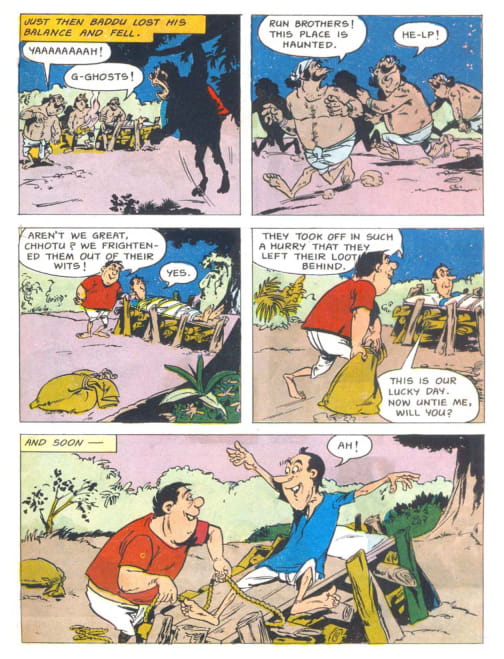 JUST THEN BADDU LOST HIS
BALANCE AND FELL.
YAAAAAAAAH!
G-GHOSTS!
RUN BROTHERS!
THIS PLACE IS
HAUNTED.
HE-LP!
AREN'T WE GREAT,
CHHOTU? WE FRIGHTEN-
ED THEM OUT OF THEIR
WITS!
YES.
THEY TOOK OFF IN SUCH
A HURRY THAT THEY
LEFT THEIR LOOT
BEHIND.
THIS IS OUR
LUCKY DAY.
NOW UNTIE ME,
WILL YOU?
AND SOON —
AH!